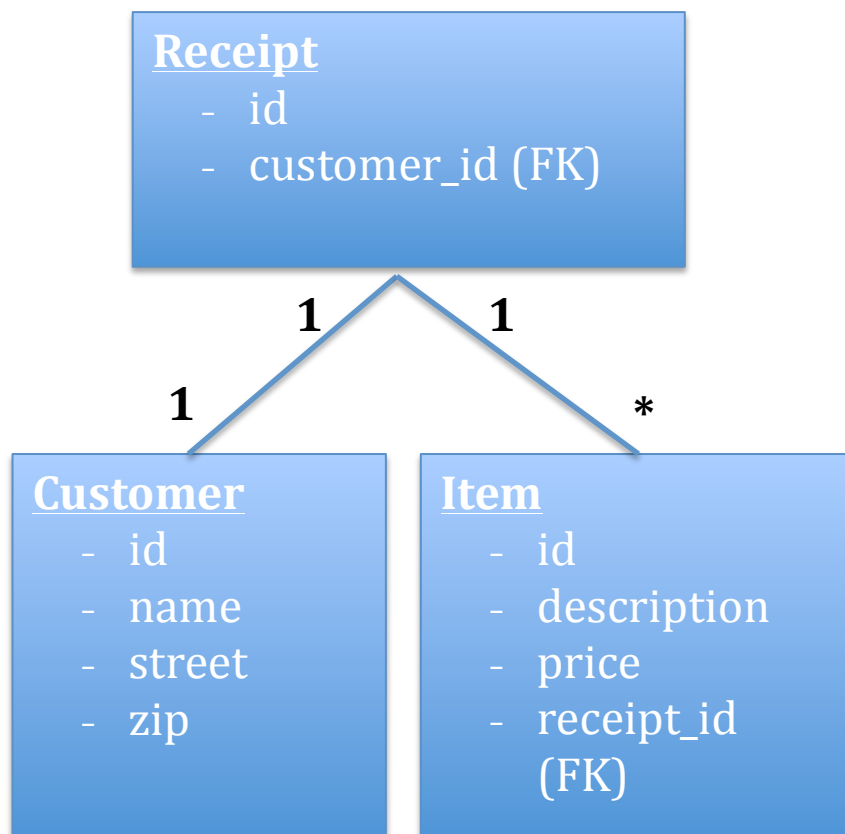 Receipt
- id
- customer_id (FK)
1
1
1
*
Customer
- id
- name
- street
- zip
Item
- id
- description
- price
- receipt_id
(FK)